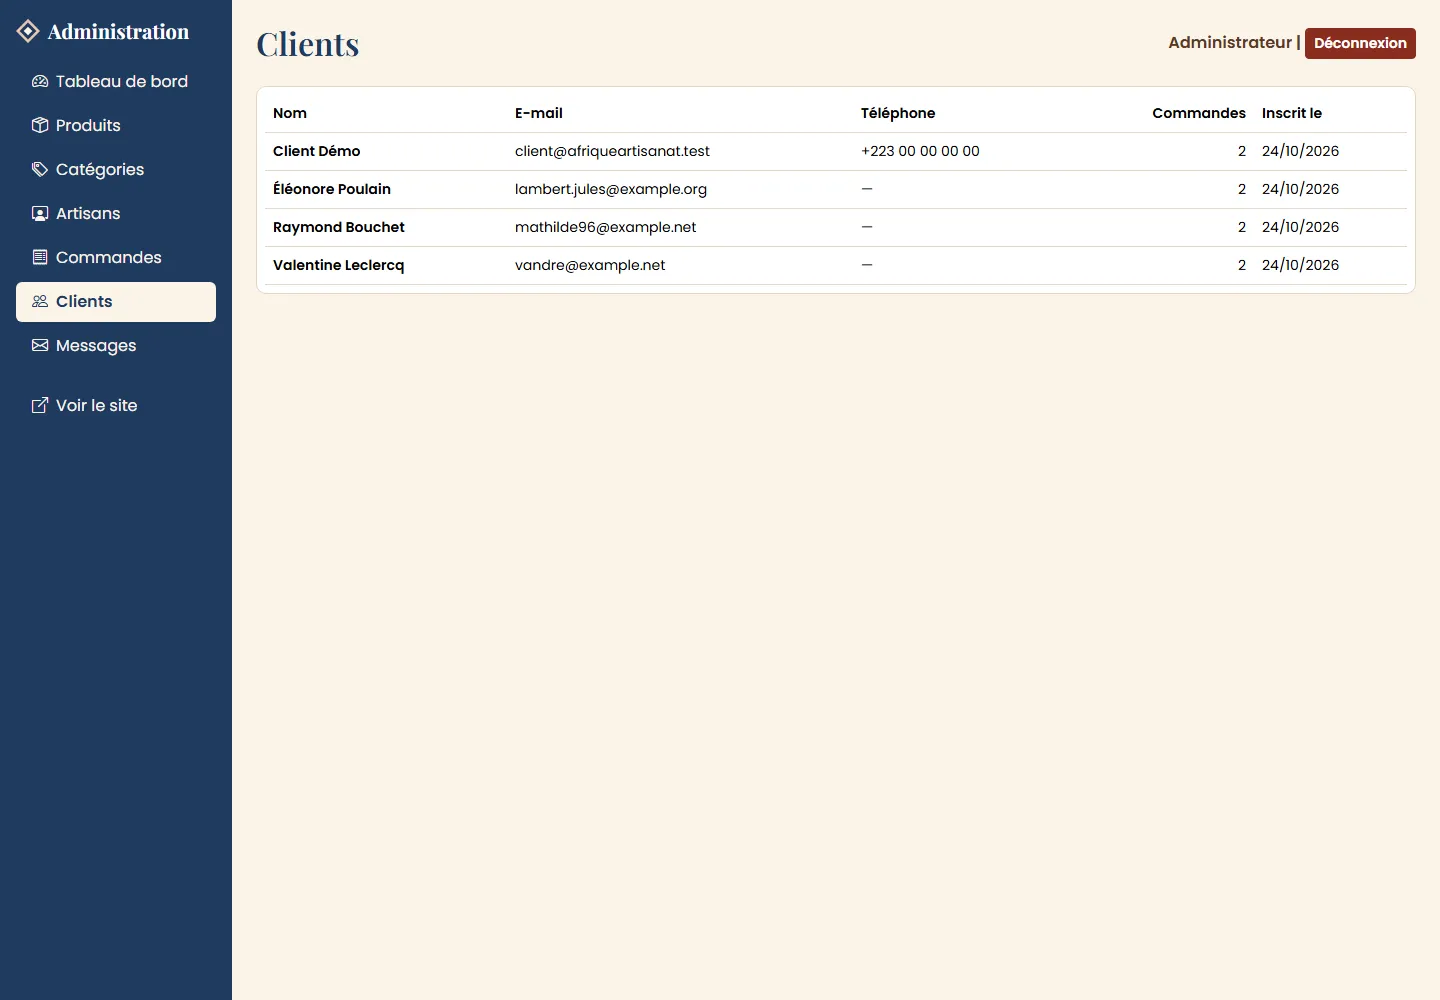 Administration
Tableau de bord
Produits
Catégories
Artisans
Commandes
Clients
Messages
Voir le site
Clients
Administrateur | Déconnexion
Nom E-mail Téléphone Commandes Inscrit le
Client Démo client@afriqueartisanat.test +223 00 00 00 00 2 24/10/2026
Éléonore Poulain lambert.jules@example.org — 2 24/10/2026
Raymond Bouchet mathilde96@example.net — 2 24/10/2026
Valentine Leclercq vandre@example.net — 2 24/10/2026